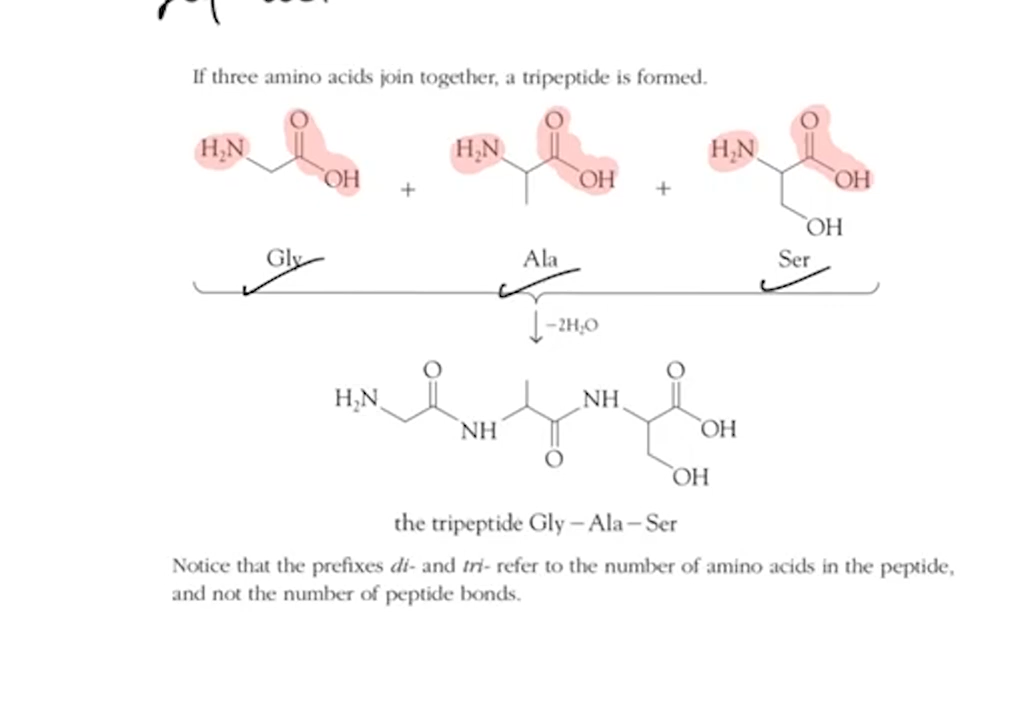 If three amino acids join together, a tripeptide is formed.
H₂N O OH + H₂N O OH + H₂N O OH OH
Gly Ala Ser
−2H₂O
H₂N O NH O NH O OH OH
the tripeptide Gly – Ala – Ser
Notice that the prefixes di- and tri- refer to the number of amino acids in the peptide,
and not the number of peptide bonds.